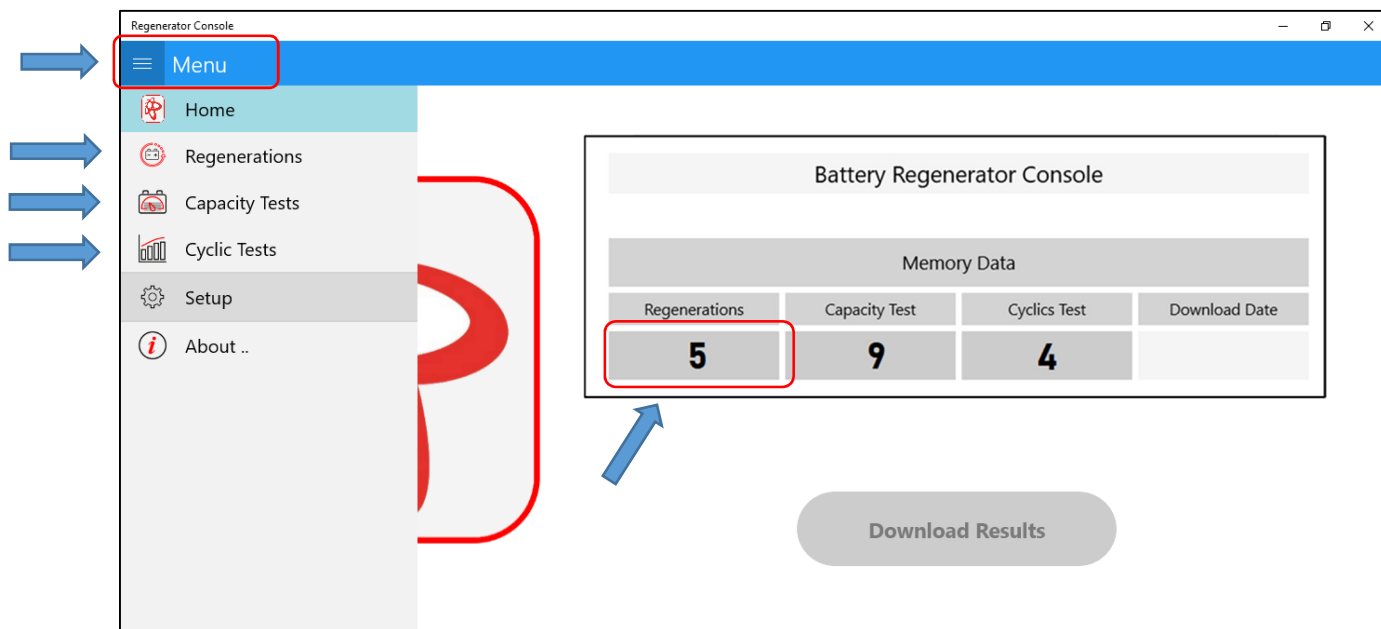 Regenerator Console
Menu
Home
Regenerations
Capacity Tests
Cyclic Tests
Setup
About ..
Battery Regenerator Console
Memory Data
Regenerations Capacity Test Cyclics Test Download Date
5 9 4
Download Results